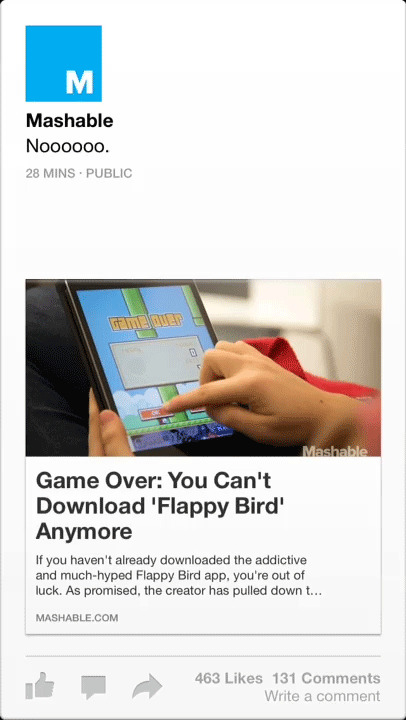 M
Mashable
Noooooo.
28 MINS · PUBLIC
GAME OVER
Mashable
Game Over: You Can't
Download 'Flappy Bird'
Anymore
If you haven't already downloaded the addictive
and much-hyped Flappy Bird app, you're out of
luck. As promised, the creator has pulled down t…
MASHABLE.COM
463 Likes 131 Comments
Write a comment